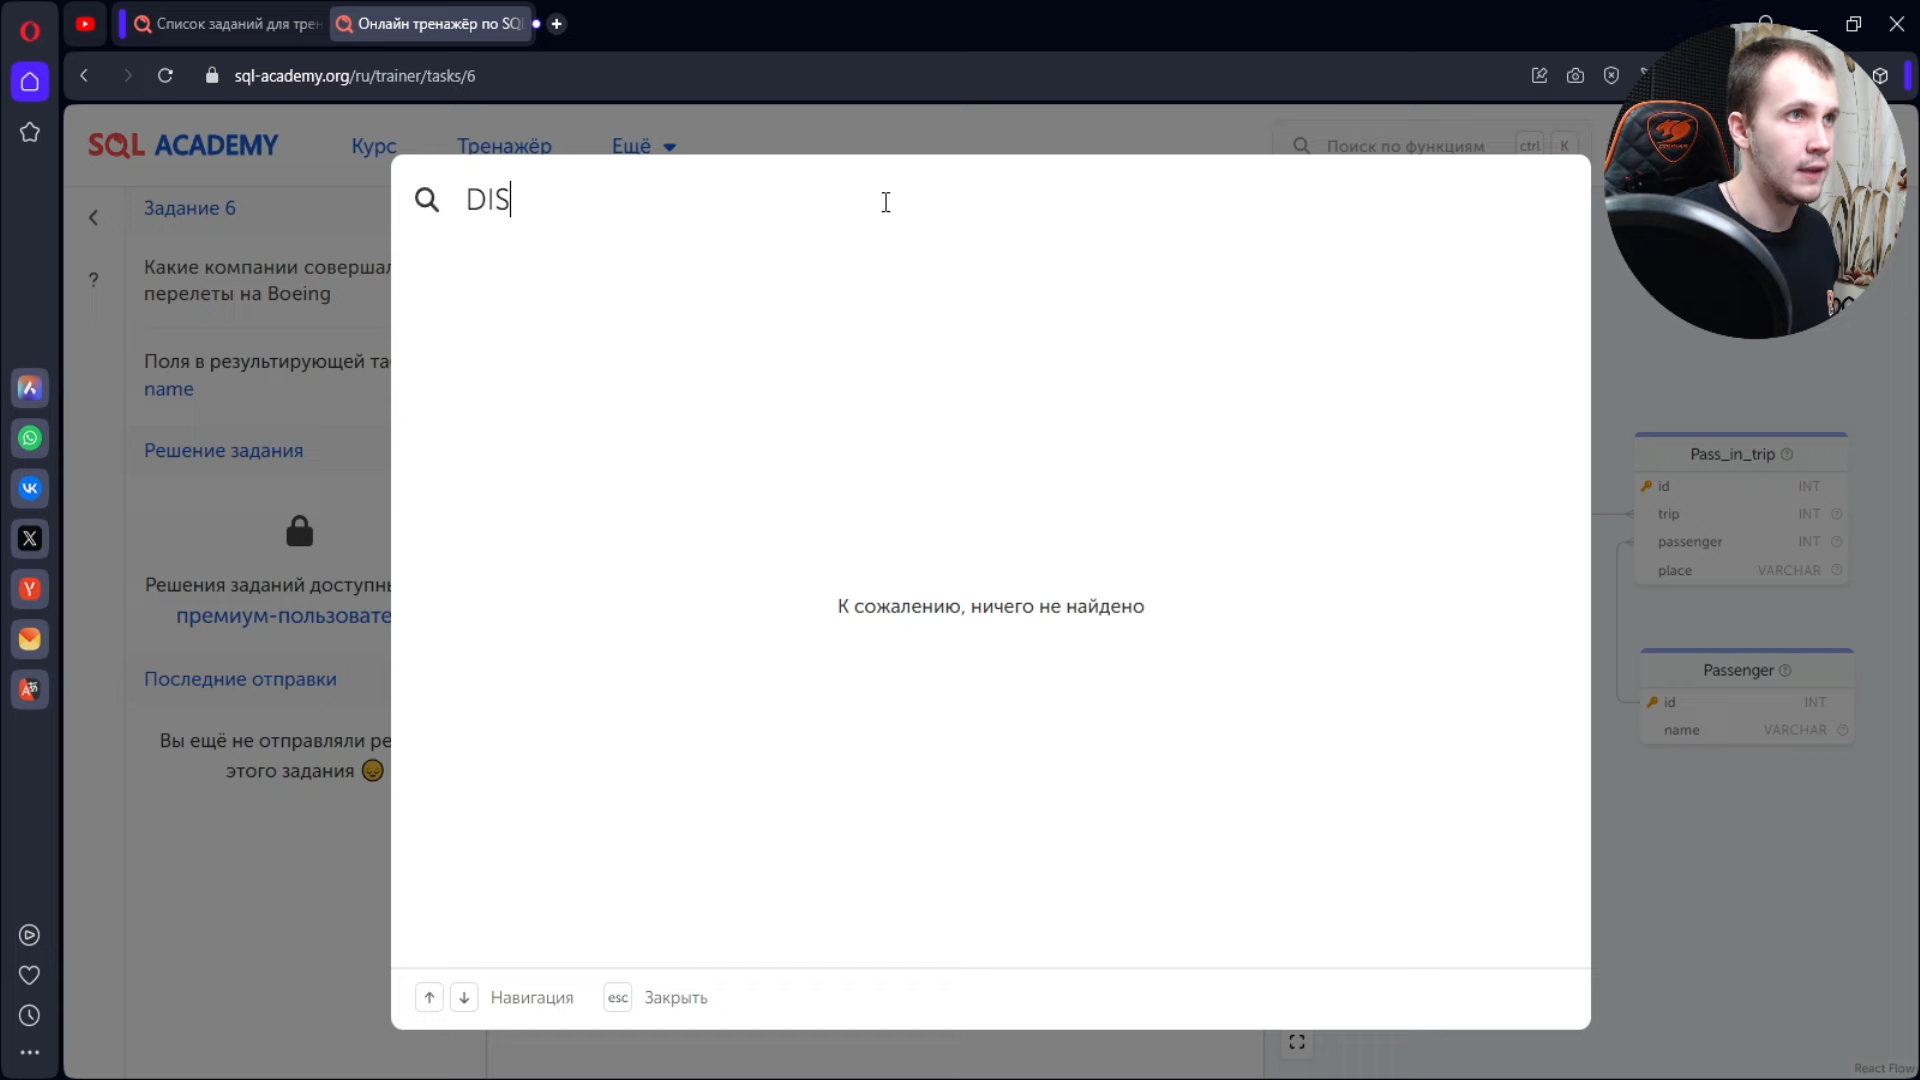 Список заданий для трен
Онлайн тренажёр по SQ
sql-academy.org/ru/trainer/tasks/6
SQL ACADEMY
Курс
Тренажёр
Ещё
Поиск по функциям
ctrl
K
DIS
Задание 6
?
Какие компании совершал
перелеты на Boeing
Поля в результирующей та
name
Решение задания
Решения заданий доступны
премиум-пользовате
Последние отправки
Вы ещё не отправляли ре
этого задания
К сожалению, ничего не найдено
Навигация
esc
Закрыть
Pass_in_trip
id INT
trip INT
passenger INT
place VARCHAR
Passenger
id INT
name VARCHAR
React Flow